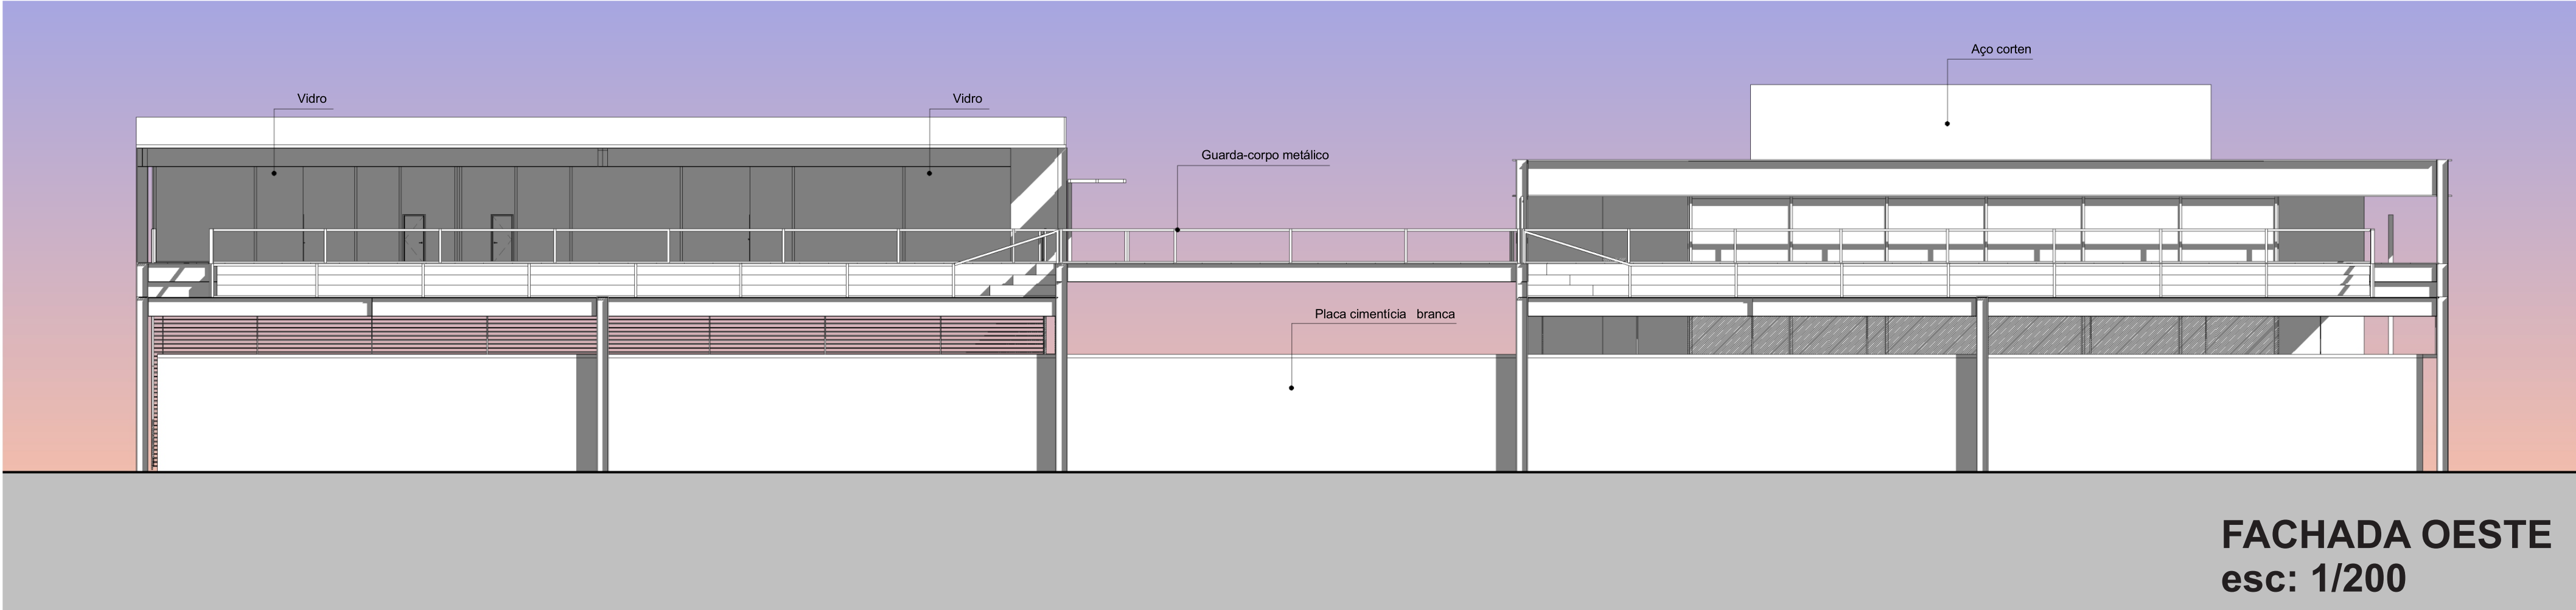 Aço corten
Vidro
Vidro
Guarda-corpo metálico
Placa cimentícia branca
FACHADA OESTE
esc: 1/200